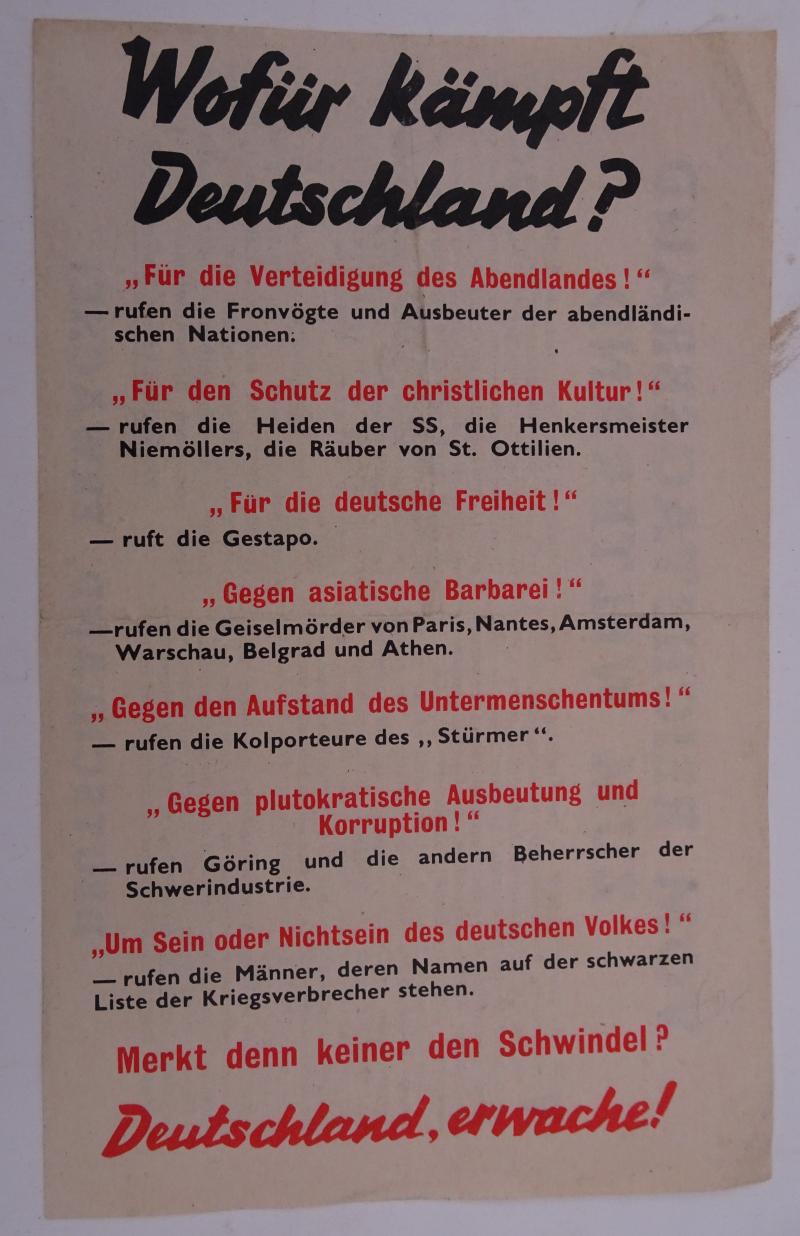 Wofür kämpft
Deutschland?
„Für die Verteidigung des Abendlandes!“
— rufen die Fronvögte und Ausbeuter der abendländi-
schen Nationen.
„Für den Schutz der christlichen Kultur!“
— rufen die Heiden der SS, die Henkersmeister
Niemöllers, die Räuber von St. Ottilien.
„Für die deutsche Freiheit!“
— ruft die Gestapo.
„Gegen asiatische Barbarei!“
—rufen die Geiselmörder von Paris, Nantes, Amsterdam,
Warschau, Belgrad und Athen.
„Gegen den Aufstand des Untermenschentums!“
— rufen die Kolporteure des „Stürmer“.
„Gegen plutokratische Ausbeutung und
Korruption!“
— rufen Göring und die andern Beherrscher der
Schwerindustrie.
„Um Sein oder Nichtsein des deutschen Volkes!“
— rufen die Männer, deren Namen auf der schwarzen
Liste der Kriegsverbrecher stehen.
Merkt denn keiner den Schwindel?
Deutschland, erwache!